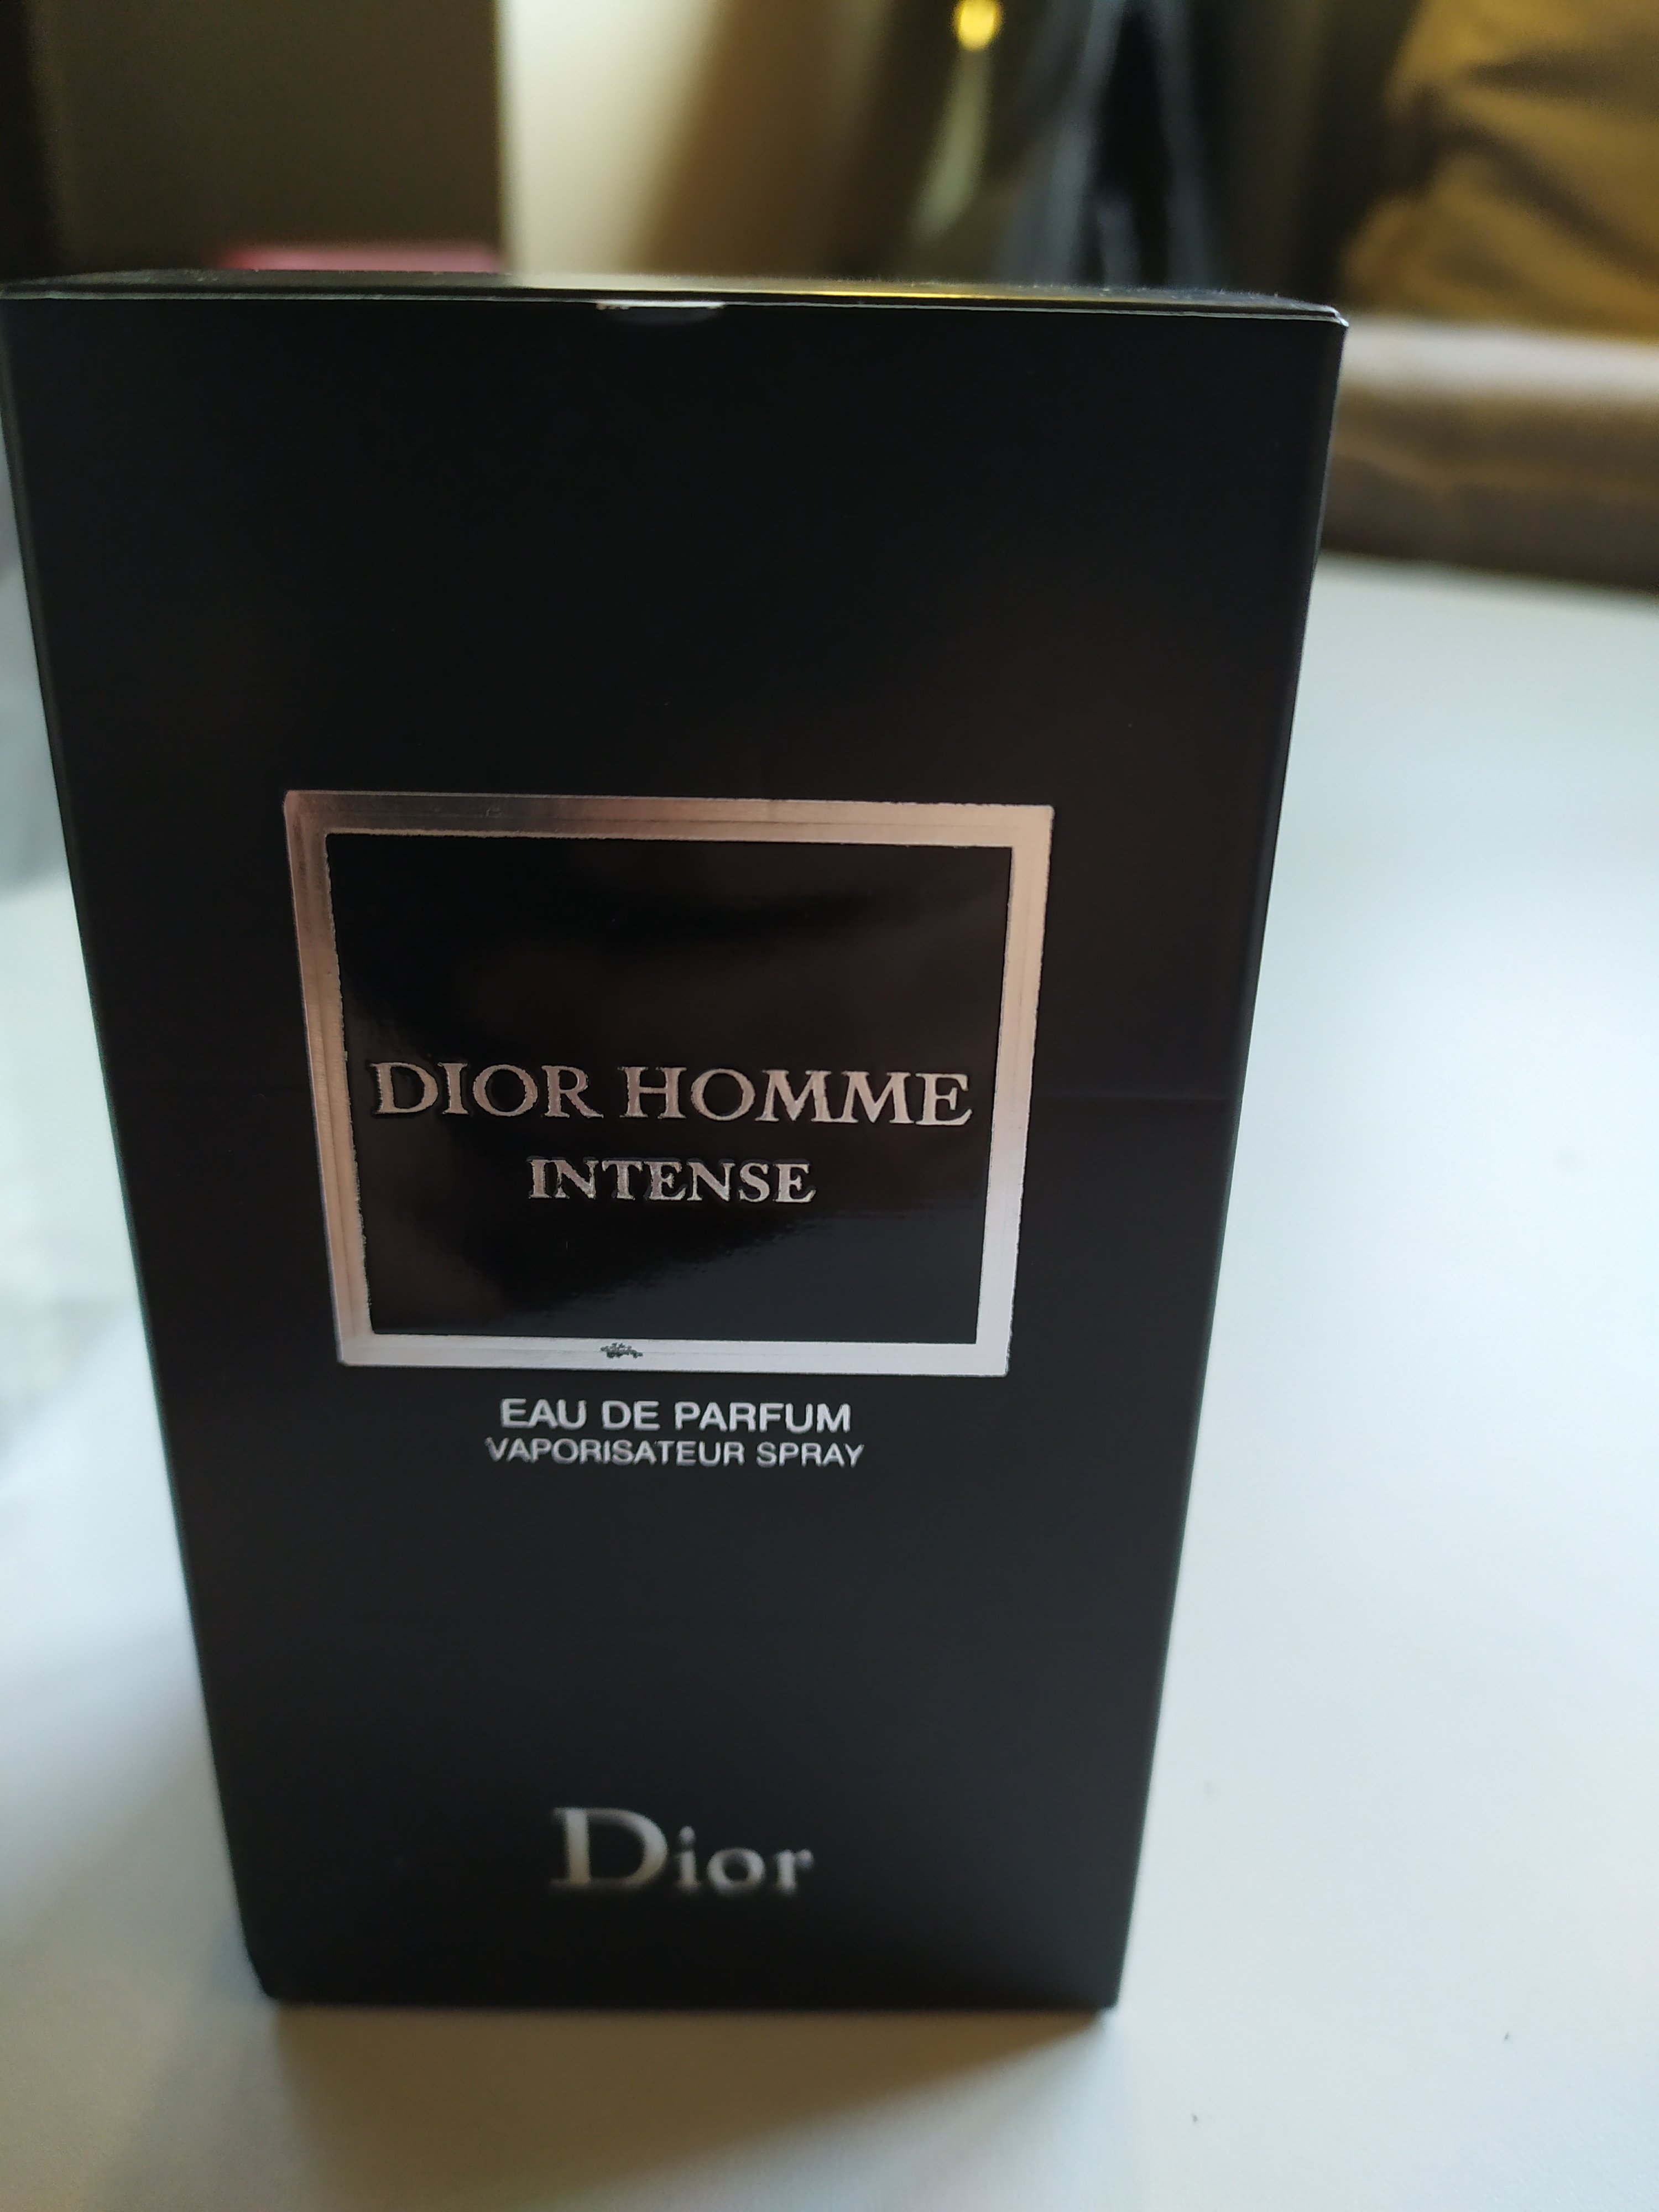 DIOR HOMME
INTENSE
EAU DE PARFUM
VAPORISATEUR SPRAY
Dior